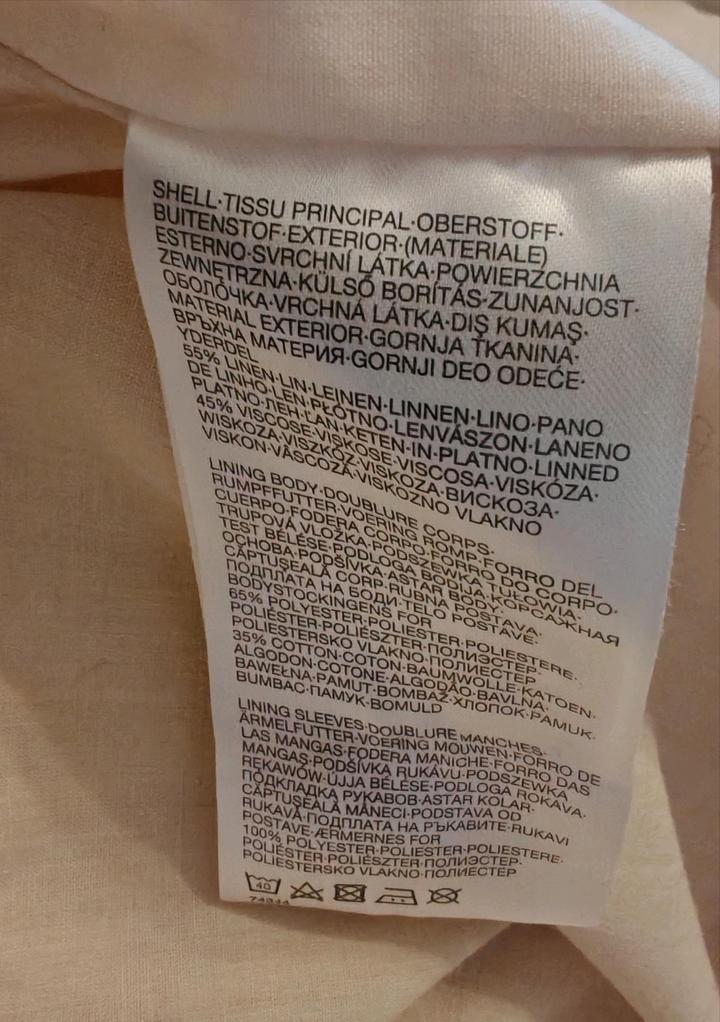 SHELL·TISSU PRINCIPAL·OBERSTOFF·
BUITENSTOF·EXTERIOR·(MATERIALE)
ESTERNO·SVRCHNÍ LÁTKA·POWIERZCHNIA
ZEWNĘTRZNA·KÜLSŐ BORÍTÁS·ZUNANJOST·
ОБОЛОЧКА·VRCHNÁ LÁTKA·DIŞ KUMAŞ·
MATERIAL EXTERIOR·GORNJA TKANINA·
ВРЪХНА МАТЕРИЯ·GORNJI DEO ODEĆE·
YDERDEL
55% LINEN·LIN·LEINEN·LINNEN·LINO·PANO
DE LINHO·LEN·PŁÓTNO·LENVÁSZON·LANENO
PLATNO·ЛЕН·ĽAN·KETEN·IN·PLATNO·LINNED
45% VISCOSE·VISKOSE·VISCOSA·VISKÓZA·
WISKOZA·VISZKÓZ·VISKOZA·ВИСКОЗА·
VISKON·VÂSCOZĂ·VISKOZNO VLAKNO
LINING BODY·DOUBLURE CORPS·
RUMPFFUTTER·VOERING ROMP·FORRO DEL
CUERPO·FODERA CORPO·FORRO DO CORPO·
TRUPOVÁ VLOŽKA·PODSZEWKA TUŁOWIA·
TEST BÉLÉSE·PODLOGA BODIJA·КОРСАЖНАЯ
ОСНОВА·PODŠÍVKA·ASTAR BODY·
CĂPTUŞEALĂ CORP·RUBNA POSTAVA·
ПОДПЛАТА НА БОДИ·TELO POSTAVE·
BODYSTOCKINGENS FOR
65% POLYESTER·POLIESTER·POLIESTERE·
POLIÉSTER·POLIÉSZTER·ПОЛИЭСТЕР·
POLIESTERSKO VLAKNO·ПОЛИЕСТЕР
35% COTTON·COTON·BAUMWOLLE·KATOEN·
ALGODON·COTONE·ALGODÃO·BAVLNA·
BAWEŁNA·PAMUT·BOMBAŽ·ХЛОПОК·PAMUK·
BUMBAC·ПАМУК·BOMULD
LINING SLEEVES·DOUBLURE MANCHES·
ÄRMELFUTTER·VOERING MOUWEN·FORRO DE
LAS MANGAS·FODERA MANICHE·FORRO DAS
MANGAS·PODŠÍVKA RUKÁVU·PODSZEWKA
RĘKAWÓW·UJJA BÉLÉSE·PODLOGA ROKAVA·
ПОДКЛАДКА РУКАВОВ·ASTAR KOLAR·
CĂPTUŞEALĂ MÂNECI·PODSTAVA OD
RUKAVA·ПОДПЛАТА НА РЪКАВИТЕ·RUKAVI
POSTAVE·ÆRMERNES FOR
100% POLYESTER·POLIESTER·POLIESTERE·
POLIÉSTER·POLIÉSZTER·ПОЛИЭСТЕР·
POLIESTERSKO VLAKNO·ПОЛИЕСТЕР
40